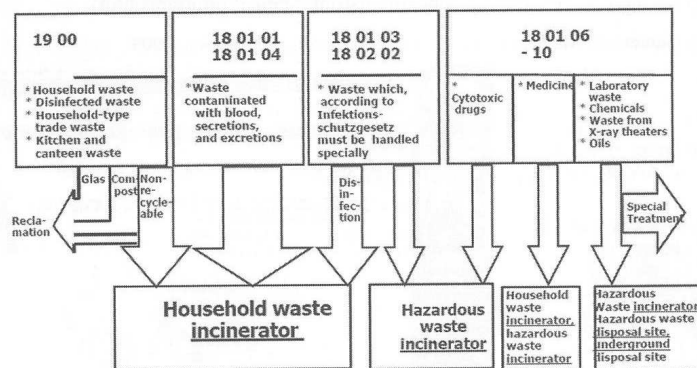 19 00
* Household waste
* Disinfected waste
* Household-type
trade waste
* Kitchen and
canteen waste
18 01 01
18 01 04
*Waste
contaminated
with blood,
secretions,
and excretions
18 01 03
18 02 02
* Waste which,
according to
Infektions-
schutzgesetz
must be handled
specially
18 01 06
- 10
*
Cytotoxic
drugs
* Medicine
* Laboratory
waste
* Chemicals
* Waste from
X-ray theaters
* Oils
Glas
Com-
post
Non-
re-
cycle-
able
Dis-
in-
fec-
tion
Recla-
mation
Special
Treatment
Household waste
incinerator
Hazardous
waste
incinerator
Household
waste
incinerator,
hazardous
waste
incinerator
Hazardous
Waste incinerator
Hazardous waste
disposal site,
underground
disposal site